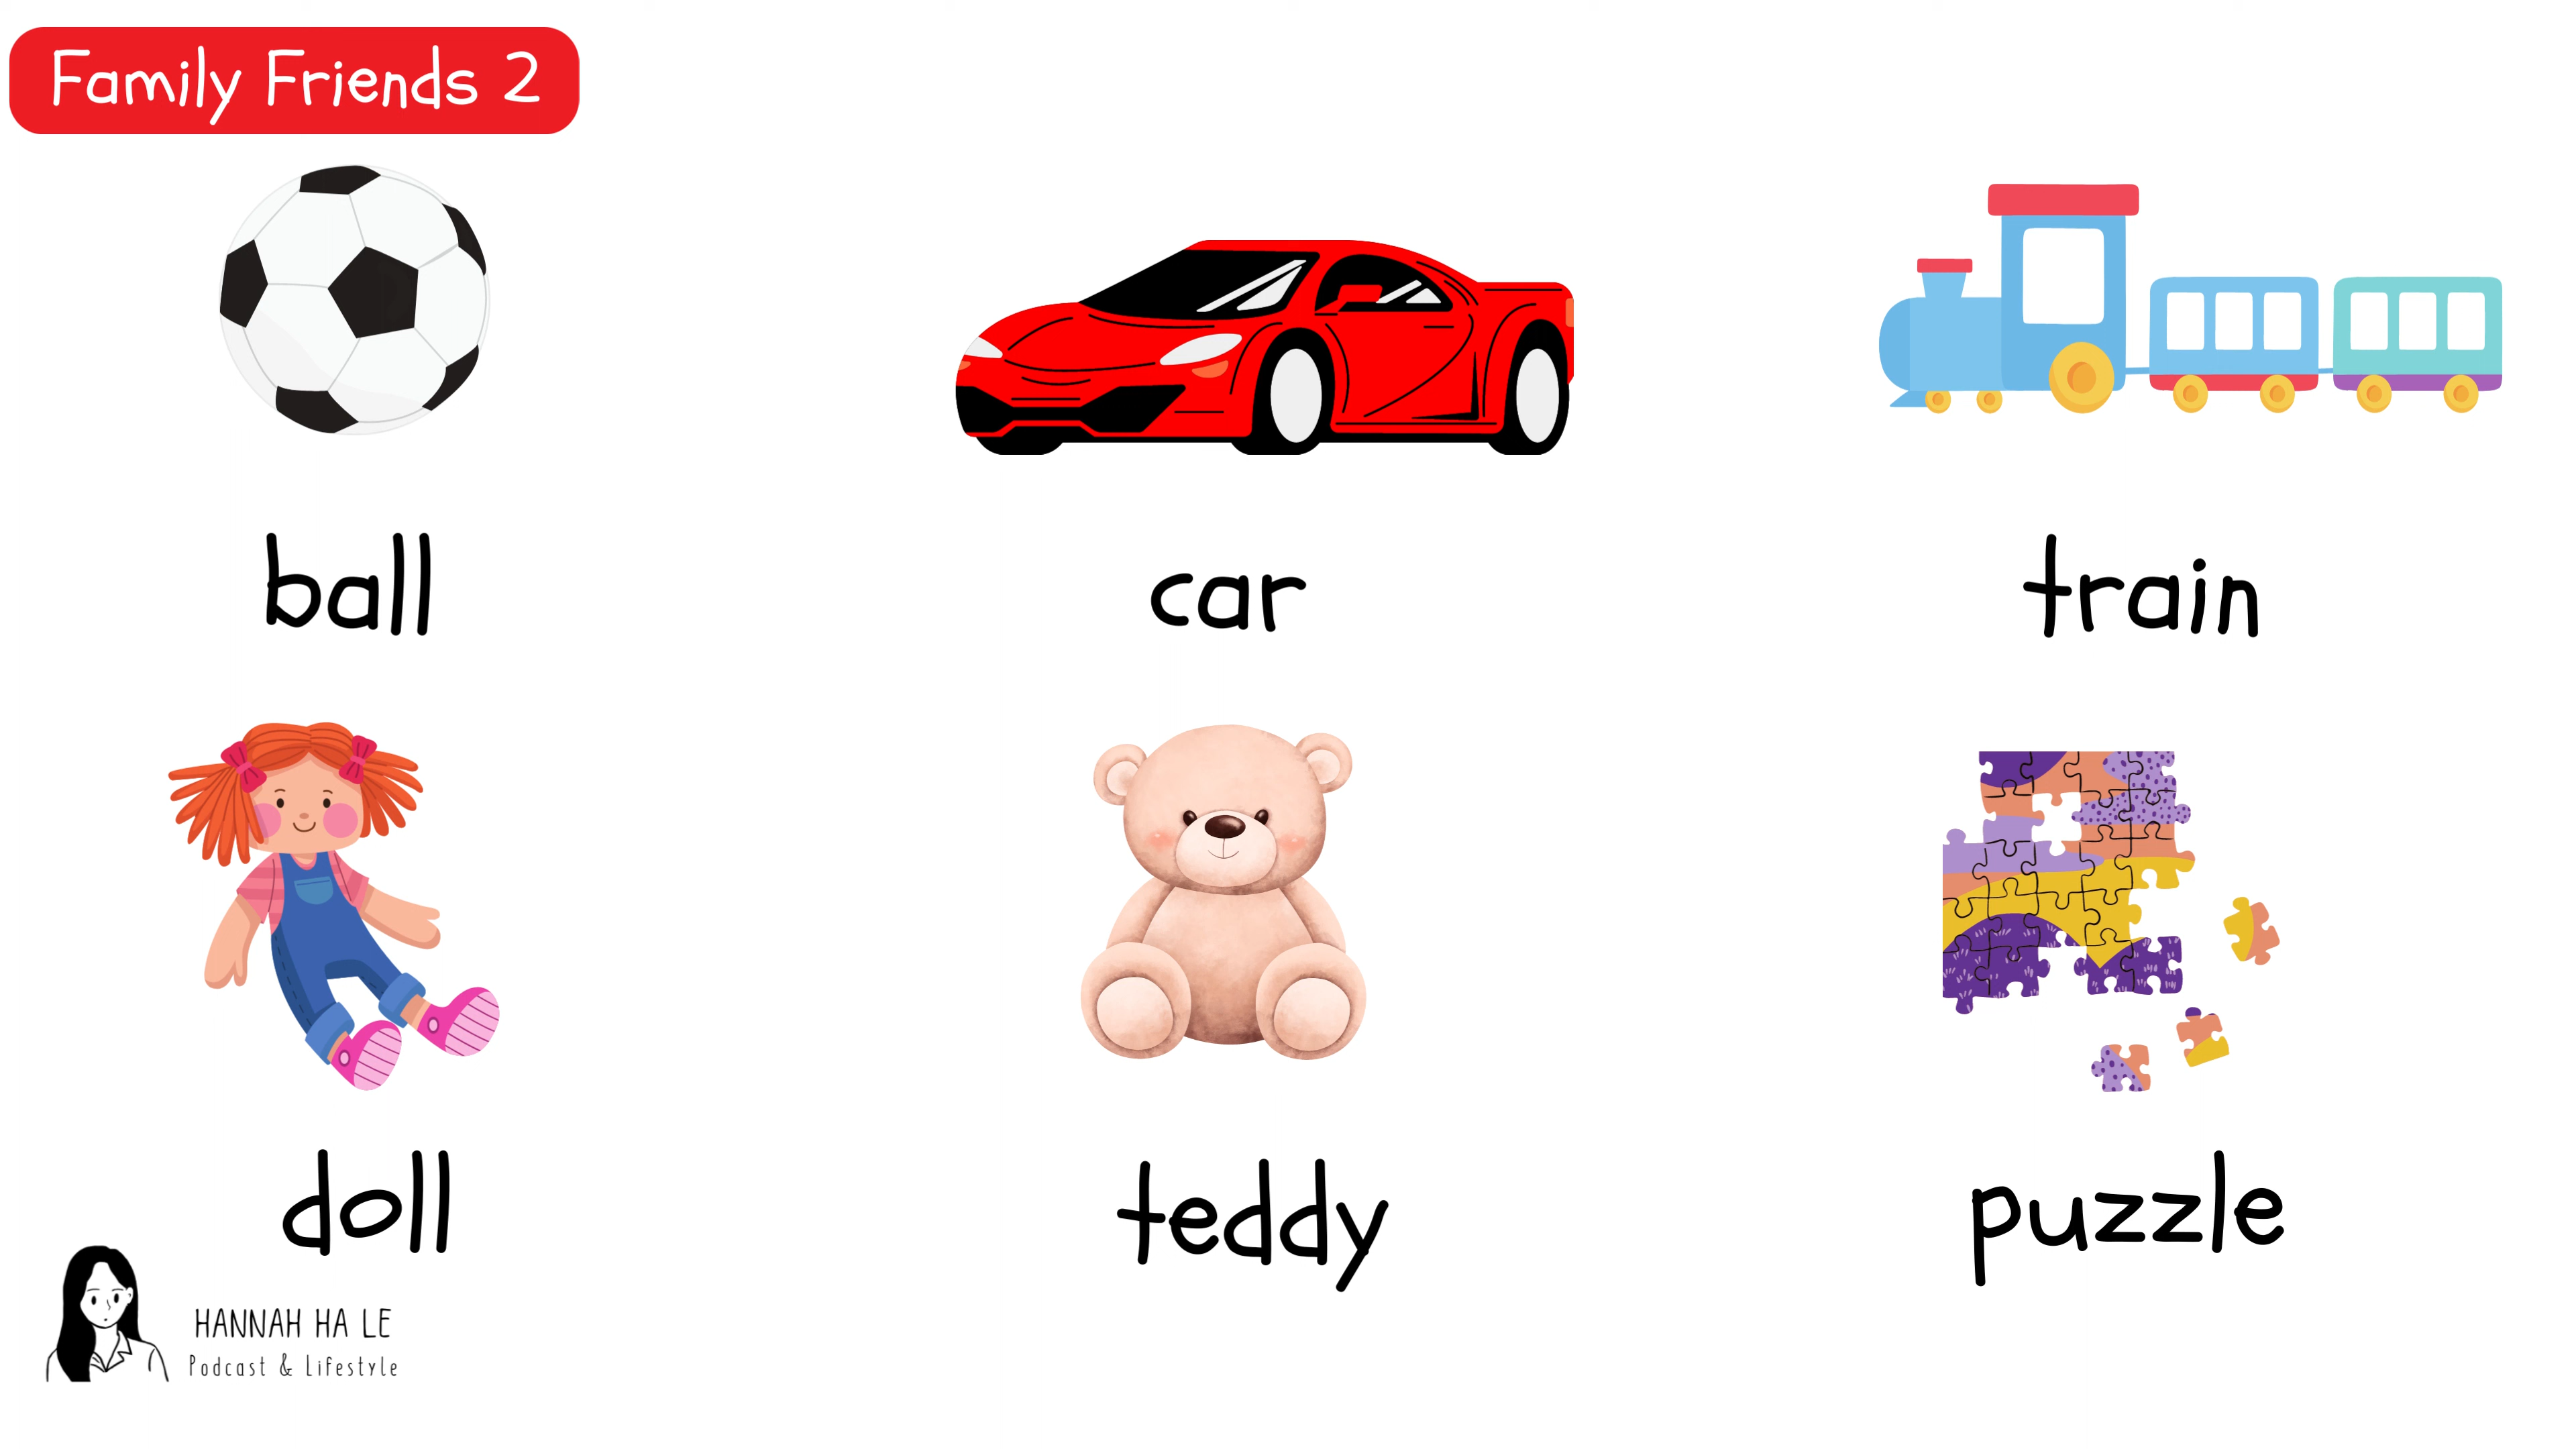 Family Friends 2
ball
car
train
doll
teddy
puzzle
HANNAH HA LE
Podcast & Lifestyle